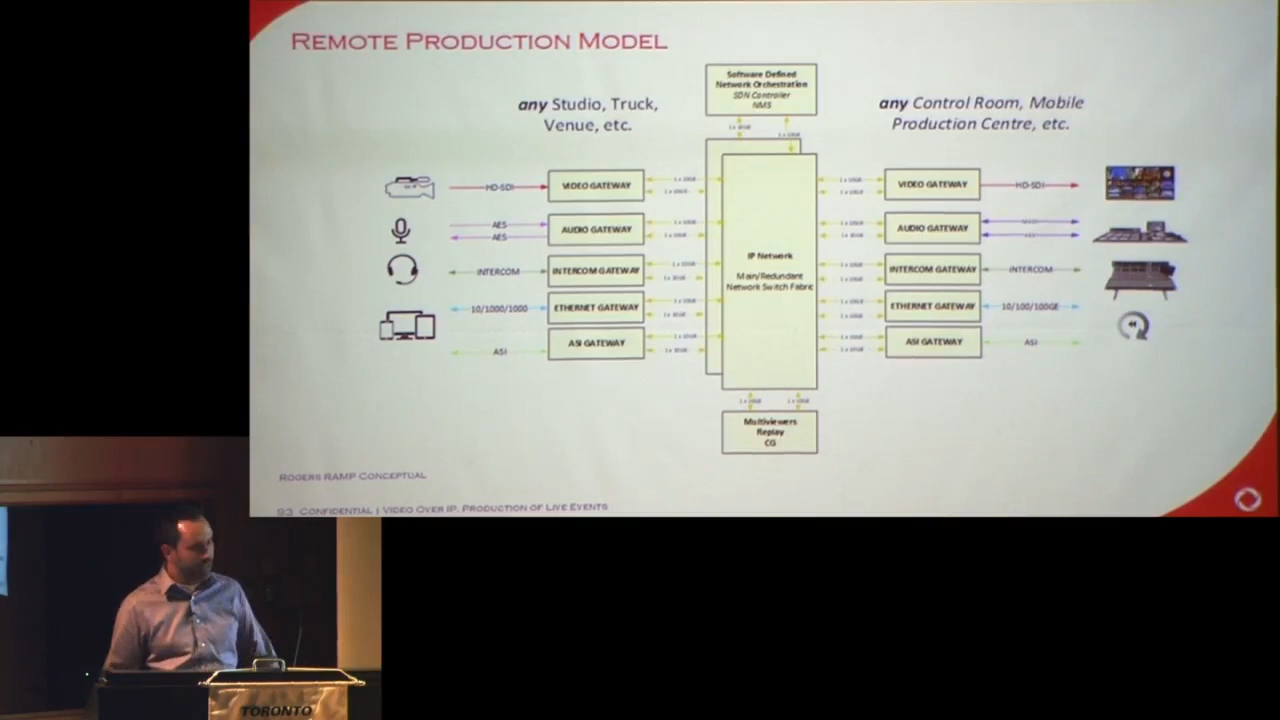 REMOTE PRODUCTION MODEL
Software Defined
Network Orchestration
SDN Controller
NMS
any Studio, Truck,
Venue, etc.
any Control Room, Mobile
Production Centre, etc.
HD-SDI
VIDEO GATEWAY
VIDEO GATEWAY
HD-SDI
AES
AES
AUDIO GATEWAY
AUDIO GATEWAY
INTERCOM
INTERCOM GATEWAY
INTERCOM GATEWAY
INTERCOM
10/1000/1000
ETHERNET GATEWAY
ETHERNET GATEWAY
10/100/100GE
ASI
ASI GATEWAY
ASI GATEWAY
ASI
IP Network
Main/Redundant
Network Switch Fabric
Multiviewers
Replay
CG
ROGERS RAMP CONCEPTUAL
93 CONFIDENTIAL | VIDEO OVER IP, PRODUCTION OF LIVE EVENTS
TORONTO